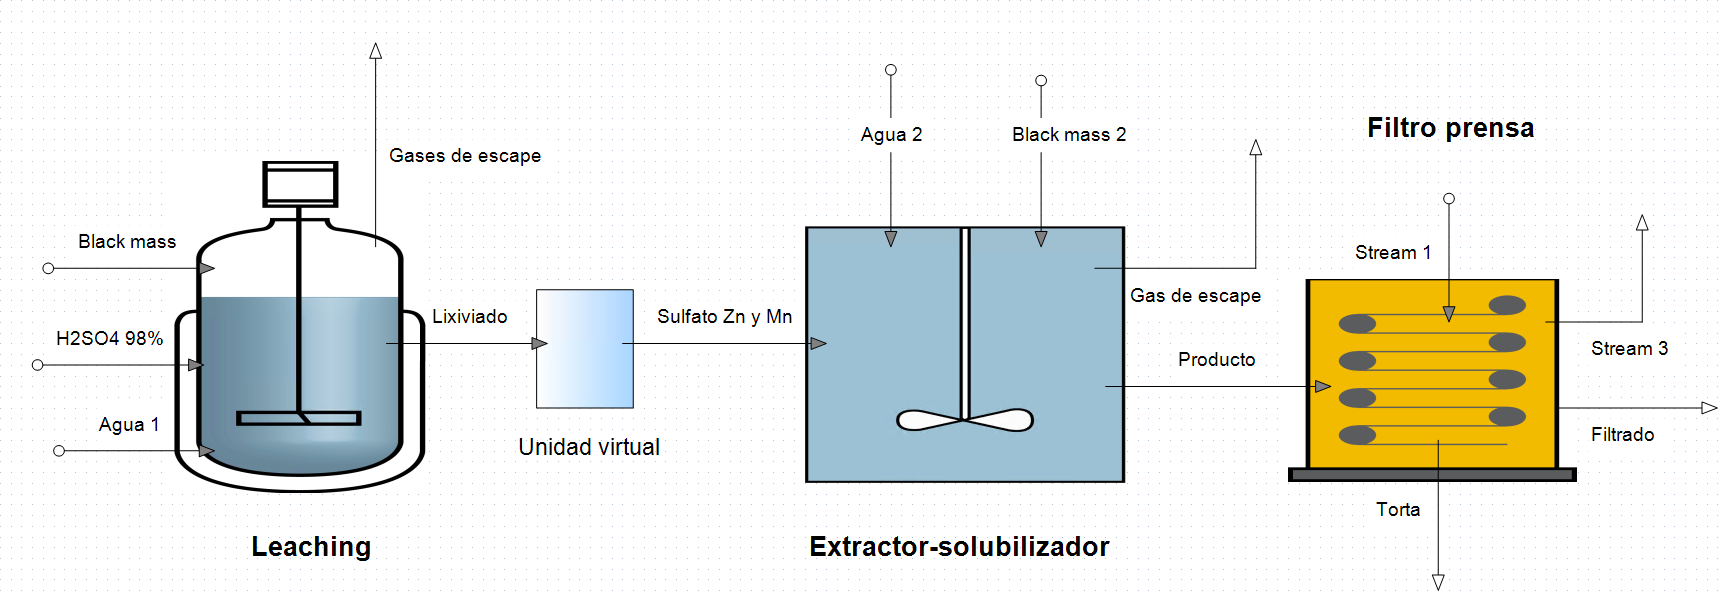 Gases de escape
Black mass
H2SO4 98%
Agua 1
Leaching
Lixiviado
Unidad virtual
Sulfato Zn y Mn
Agua 2
Black mass 2
Gas de escape
Producto
Extractor-solubilizador
Filtro prensa
Stream 1
Stream 3
Filtrado
Torta